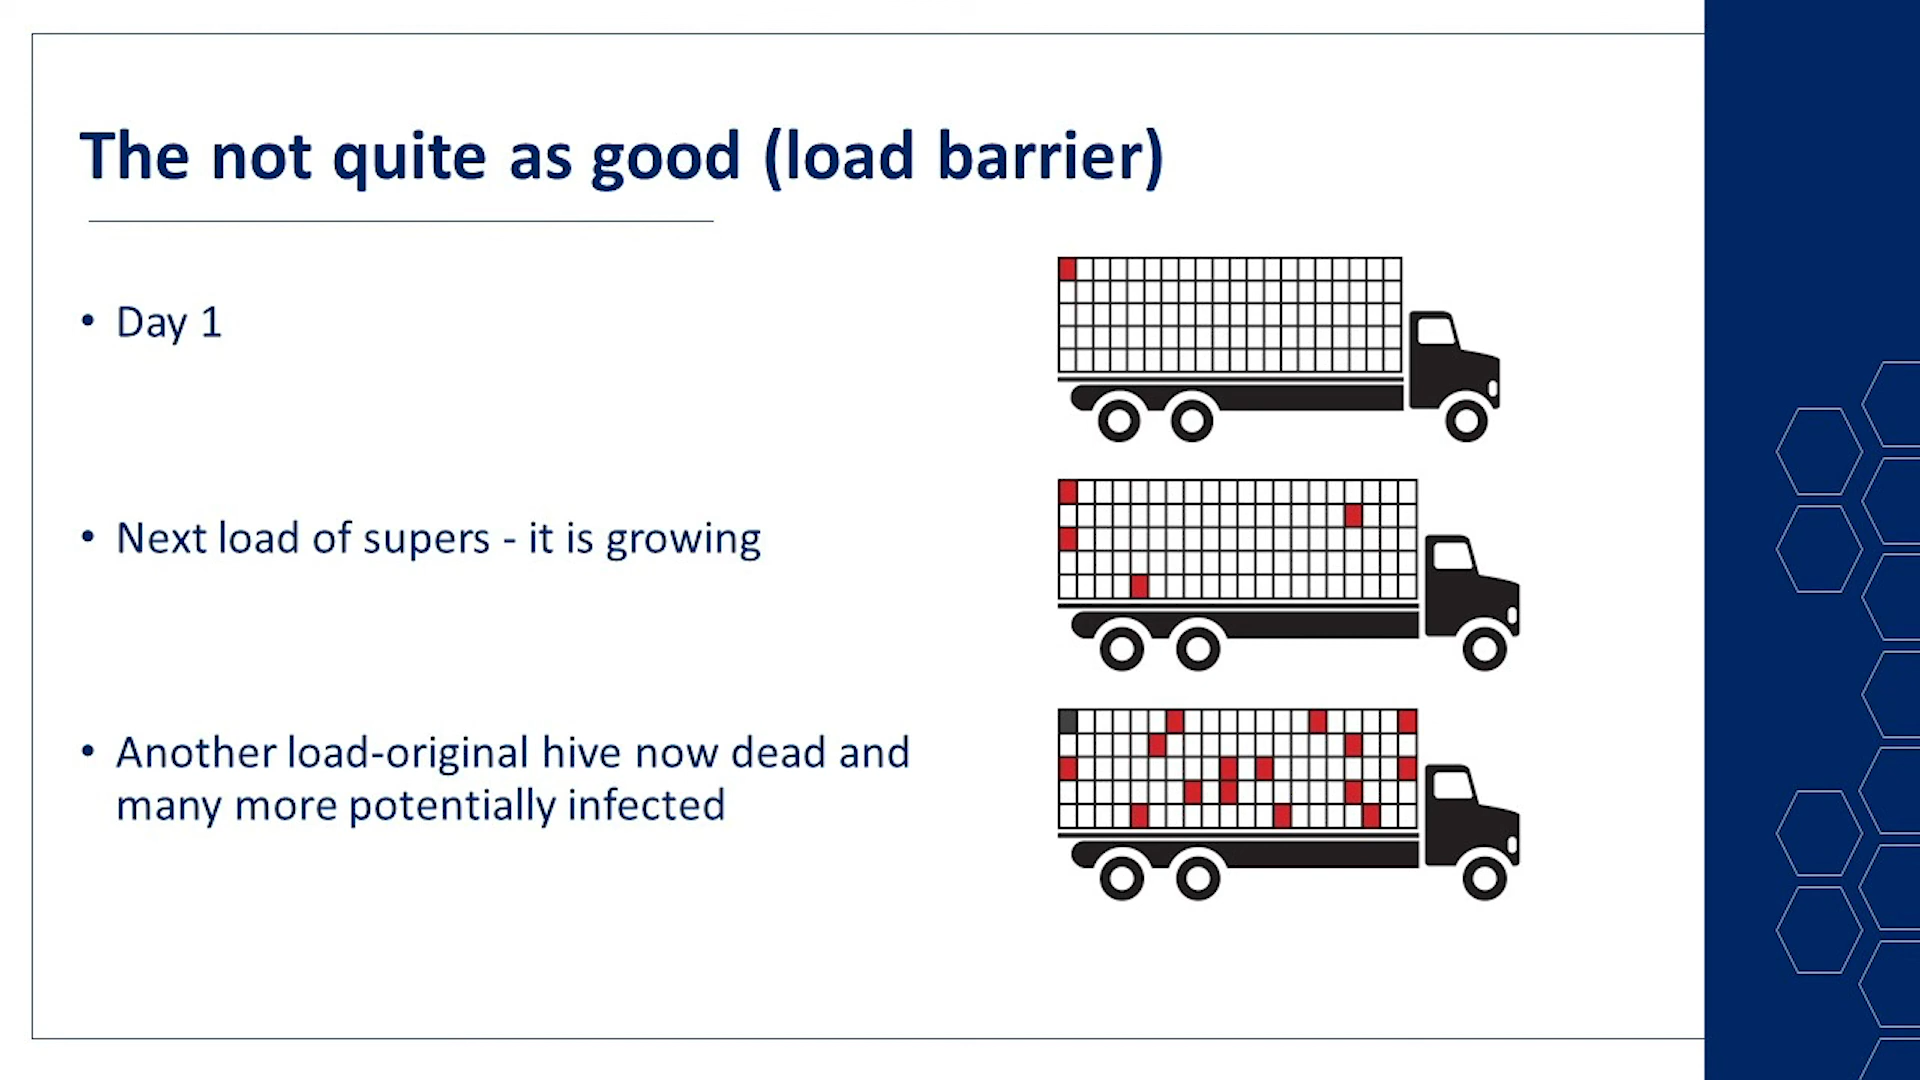 The not quite as good (load barrier)
• Day 1
• Next load of supers - it is growing
• Another load-original hive now dead and
many more potentially infected